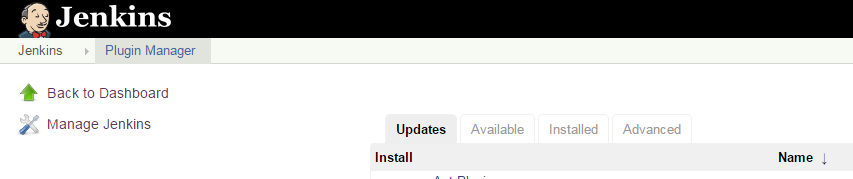 Jenkins
Jenkins Plugin Manager
Back to Dashboard
Manage Jenkins
Updates Available Installed Advanced
Install Name ↓